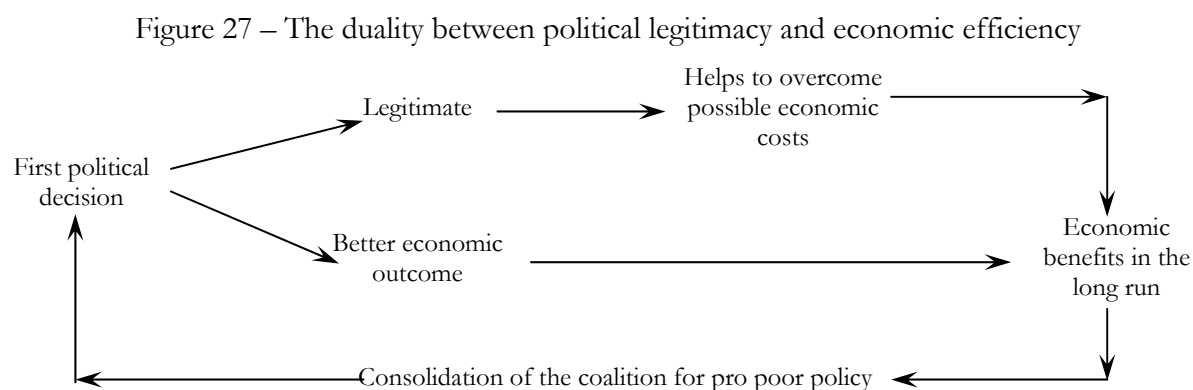 Figure 27 – The duality between political legitimacy and economic efficiency
Helps to overcome
possible economic
costs
Legitimate
First political
decision
Better economic
outcome
Economic
benefits in the
long run
Consolidation of the coalition for pro poor policy